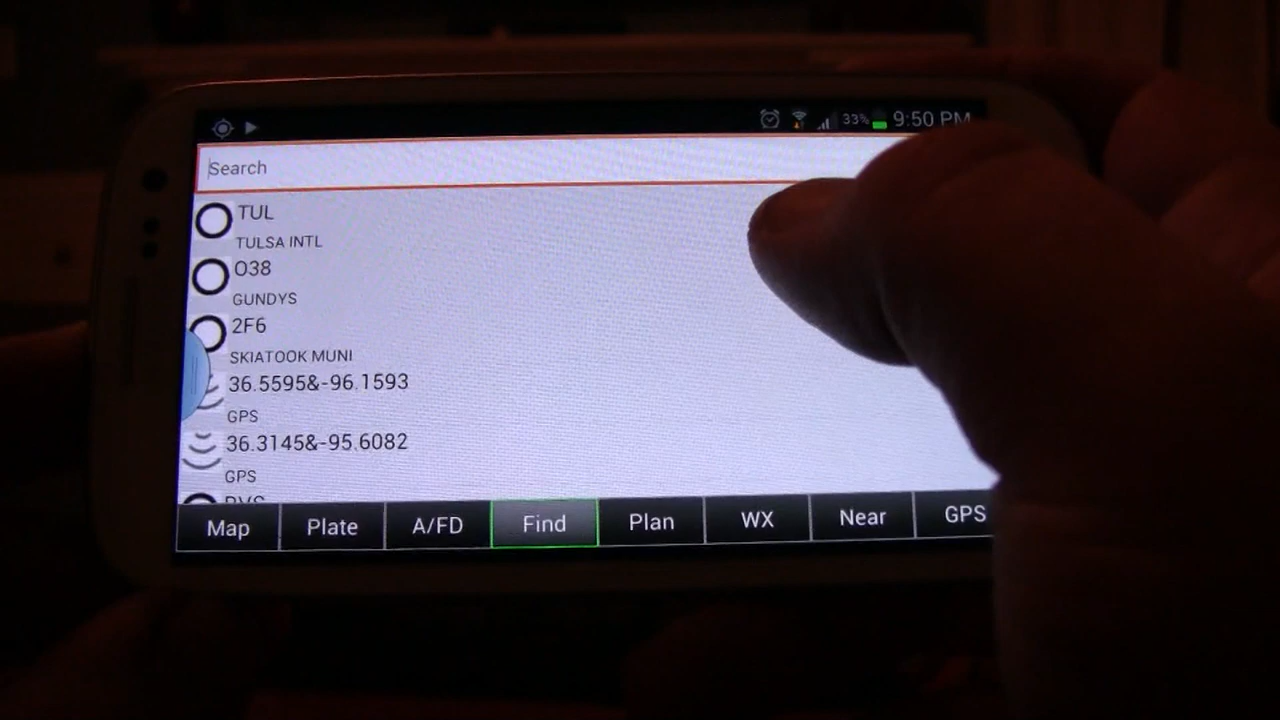 33% 9:50 PM
Search
TUL
TULSA INTL
O38
GUNDYS
2F6
SKIATOOK MUNI
36.5595&-96.1593
GPS
36.3145&-95.6082
GPS
Map Plate A/FD Find Plan WX Near GPS